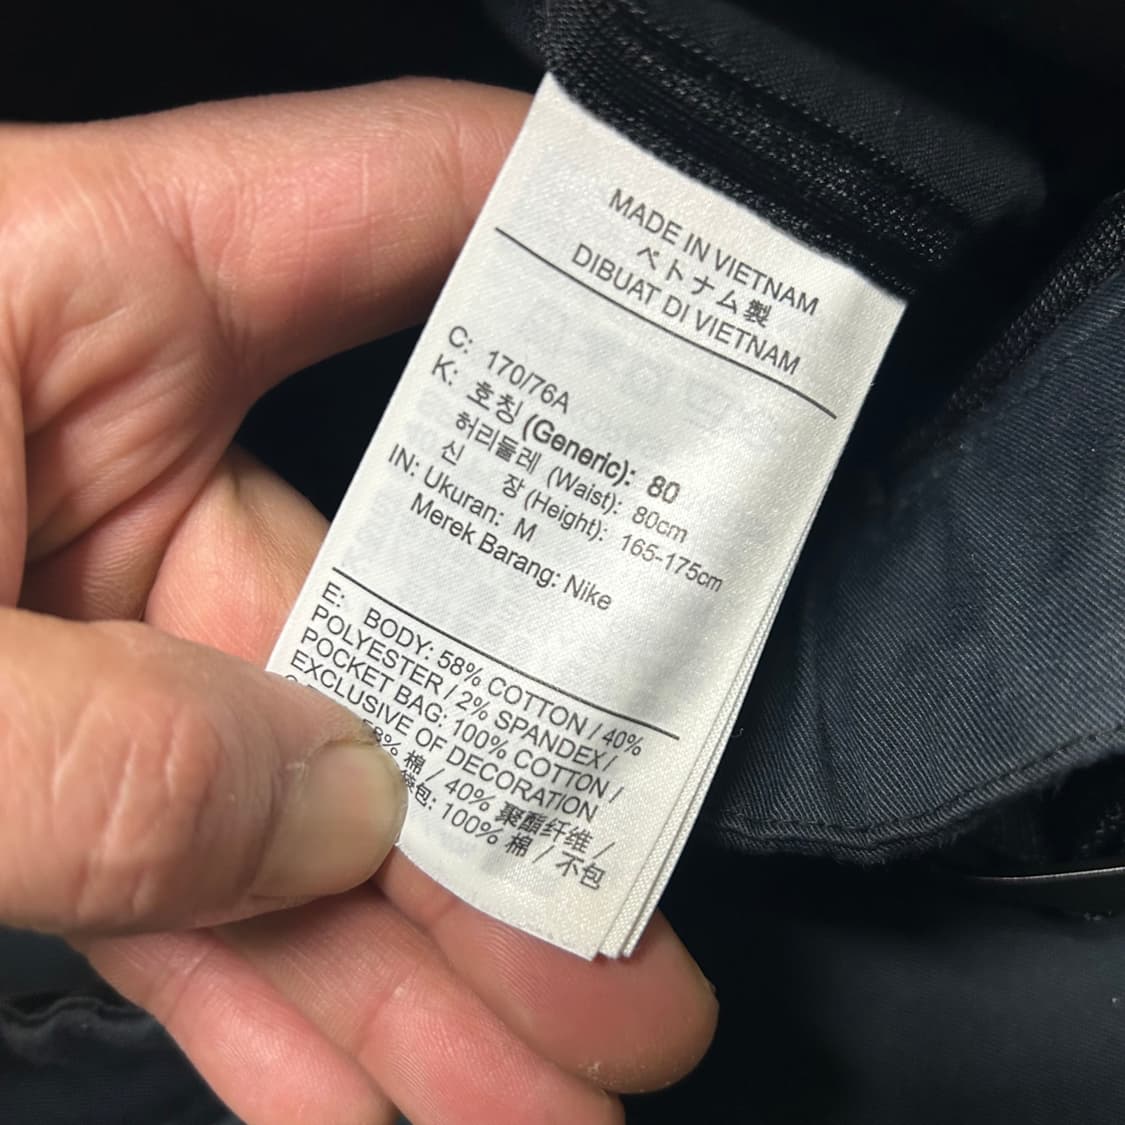 MADE IN VIETNAM
ベトナム製
DIBUAT DI VIETNAM
C: 170/76A
K: 호칭 (Generic): 80
허리둘레 (Waist): 80cm
신 장 (Height): 165-175cm
IN: Ukuran: M
Merek Barang: Nike
E: BODY: 58% COTTON / 40%
POLYESTER / 2% SPANDEX /
POCKET BAG: 100% COTTON /
EXCLUSIVE OF DECORATION
58% 棉 / 40% 聚酯纤维 /
袋包: 100% 棉 / 不包